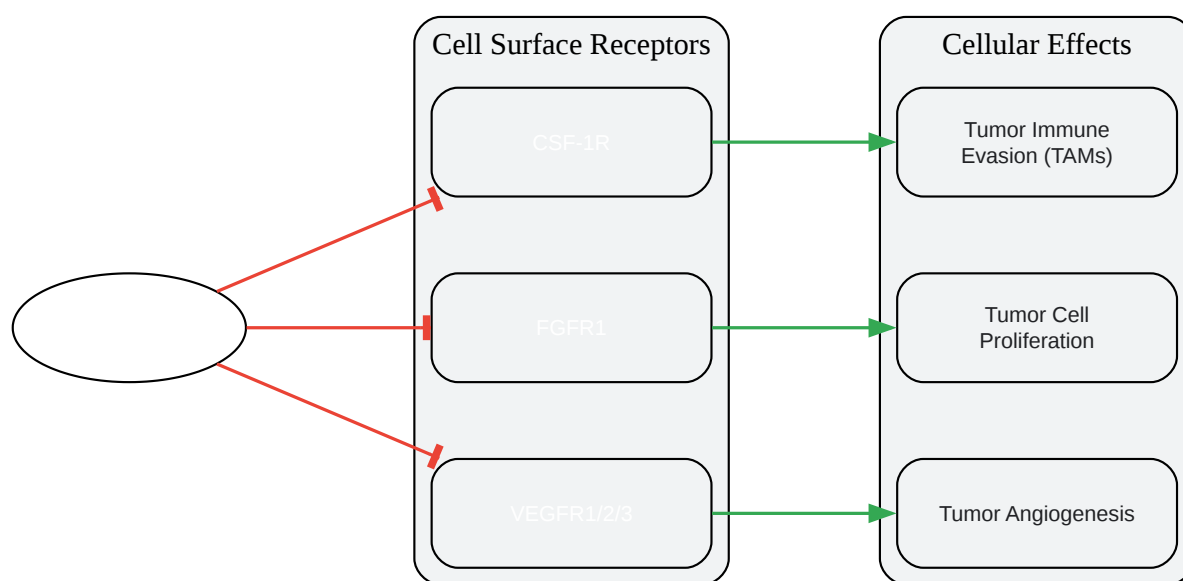 Cell Surface Receptors
Cellular Effects
CSF-1R
Tumor Immune
Evasion (TAMs)
FGFR1
Tumor Cell
Proliferation
VEGFR1/2/3
Tumor Angiogenesis